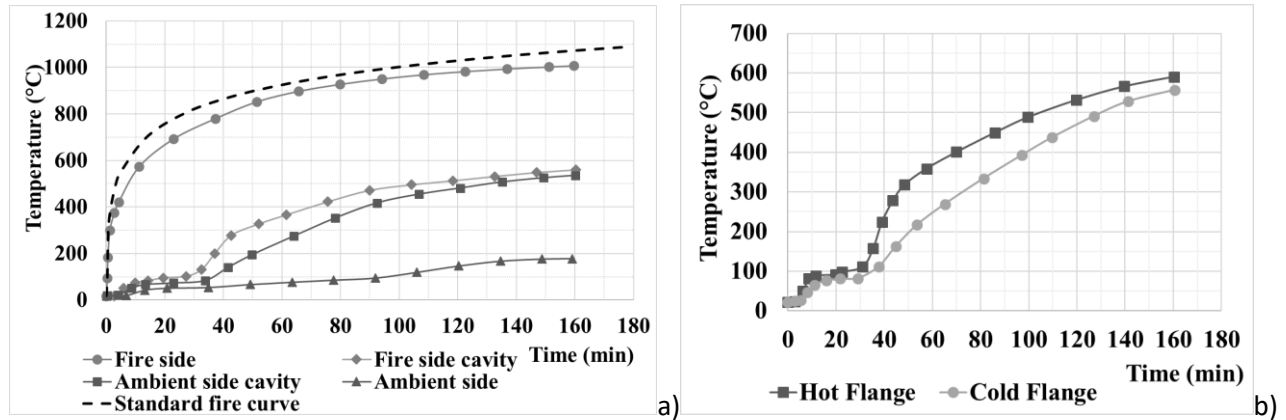 Temperature (°C)
1200
1000
800
600
400
200
0
0 20 40 60 80 100 120 140 160 180
Time (min)
Fire side
Fire side cavity
Ambient side cavity
Ambient side
Standard fire curve
a)
Temperature (°C)
700
600
500
400
300
200
100
0
0 20 40 60 80 100 120 140 160 180
Time (min)
Hot Flange
Cold Flange
b)